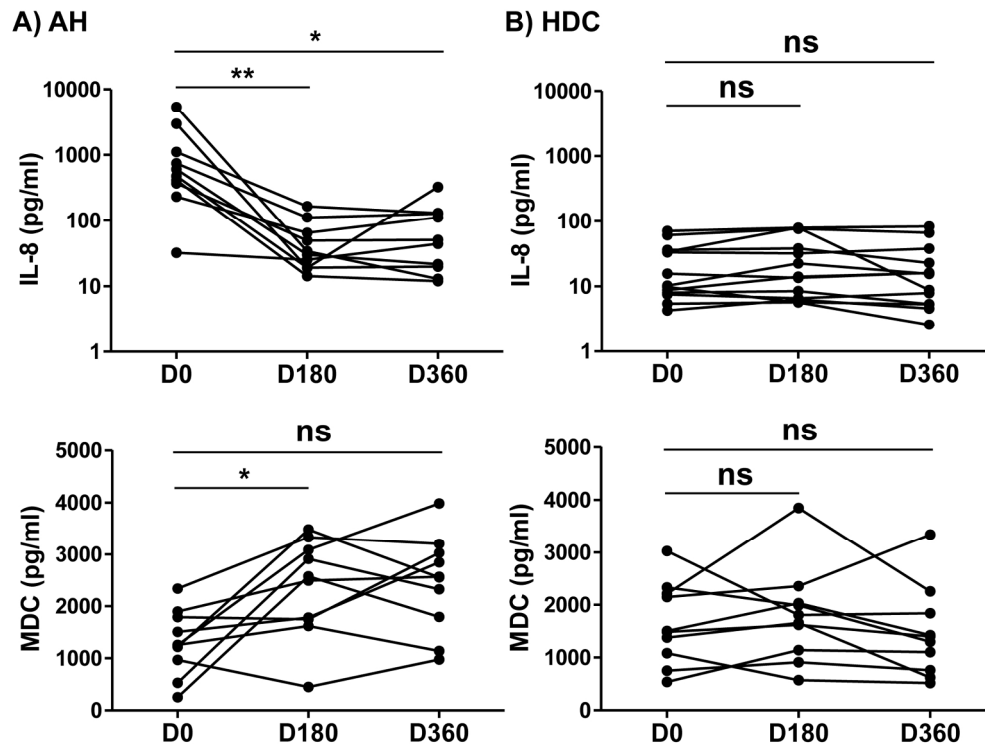 A) AH
B) HDC
*
**
IL-8 (pg/ml)
10000
1000
100
10
1
D0 D180 D360
ns
ns
IL-8 (pg/ml)
10000
1000
100
10
1
D0 D180 D360
ns
*
MDC (pg/ml)
5000
4000
3000
2000
1000
0
D0 D180 D360
ns
ns
MDC (pg/ml)
5000
4000
3000
2000
1000
0
D0 D180 D360